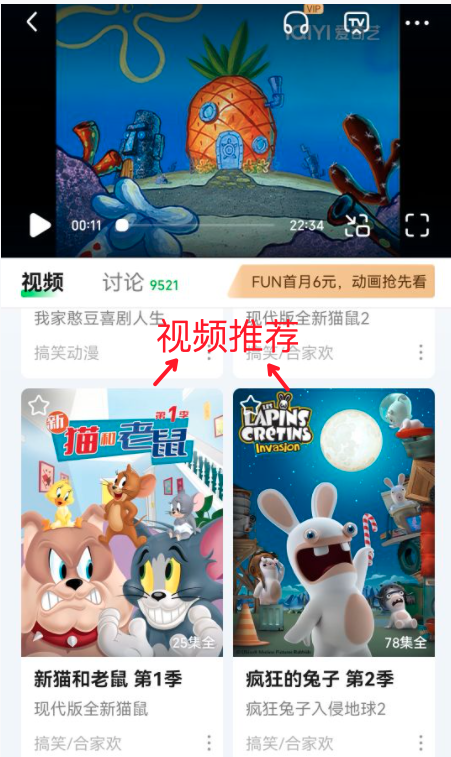 VIP
TV
iQIYI 爱奇艺
00:11
22:34
视频 讨论 9521
FUN首月6元，动画抢先看
我家憨豆喜剧人生
现代版全新猫鼠2
视频推荐
搞笑动漫
搞笑/合家欢
新猫和老鼠
第1季
THE LAPINS CRETINS
Invasion
25集全
78集全
新猫和老鼠 第1季
疯狂的兔子 第2季
现代版全新猫鼠
疯狂兔子入侵地球2
搞笑/合家欢
搞笑/合家欢